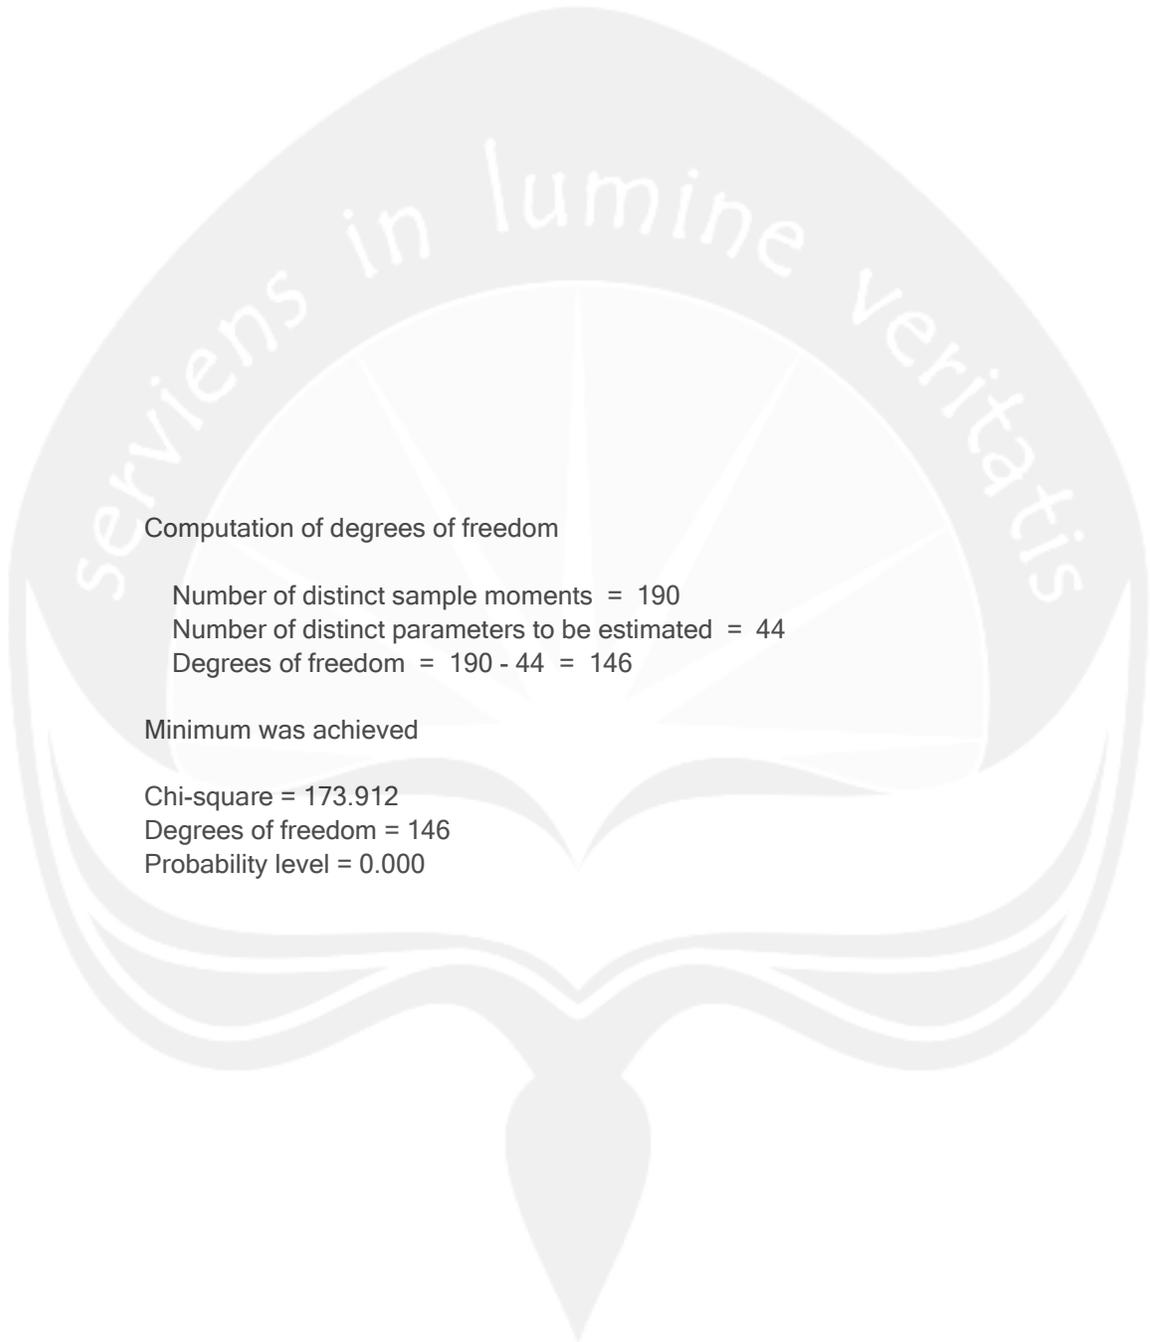 serviens in lumine veritatis
Computation of degrees of freedom
Number of distinct sample moments = 190
Number of distinct parameters to be estimated = 44
Degrees of freedom = 190 - 44 = 146
Minimum was achieved
Chi-square = 173.912
Degrees of freedom = 146
Probability level = 0.000